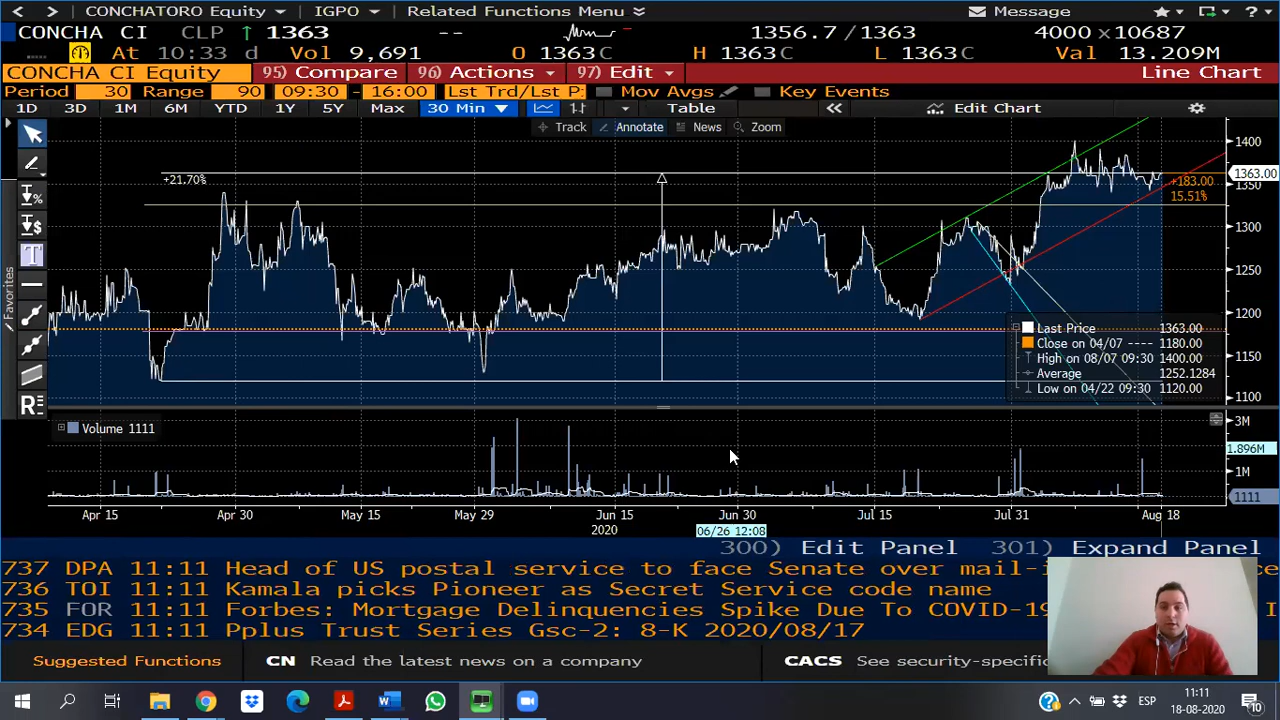 CONCHATORO Equity IGPO Related Functions Menu Message
CONCHA CI CLP ↑ 1363 -- 1356.7/1363 4000×10687
At 10:33 d Vol 9,691 O 1363C H 1363C L 1363C Val 13.209M
CONCHA CI Equity 95) Compare 96) Actions 97) Edit Line Chart
Period 30 Range 90 09:30 - 16:00 Lst Trd/Lst P: Mov Avgs Key Events
1D 3D 1M 6M YTD 1Y 5Y Max 30 Min Table « Edit Chart
Track Annotate News Zoom
+21.70%
1400
1363.00
1350
+183.00
15.51%
1300
1250
1200
1150
1100
Last Price 1363.00
Close on 04/07 ---- 1180.00
High on 08/07 09:30 1400.00
Average 1252.1284
Low on 04/22 09:30 1120.00
Favorites
%
$
T
R
Volume 1111
3M
1.896M
1M
1111
Apr 15 Apr 30 May 15 May 29 Jun 15 Jun 30 Jul 15 Jul 31 Aug 18
2020
06/26 12:08
300) Edit Panel 301) Expand Panel
737 DPA 11:11 Head of US postal service to face Senate over mail-i
736 TOI 11:11 Kamala picks Pioneer as Secret Service code name
735 FOR 11:11 Forbes: Mortgage Delinquencies Spike Due To COVID-19
734 EDG 11:11 Pplus Trust Series Gsc-2: 8-K 2020/08/17
Suggested Functions CN Read the latest news on a company CACS See security-specific
ESP
11:11
18-08-2020
10